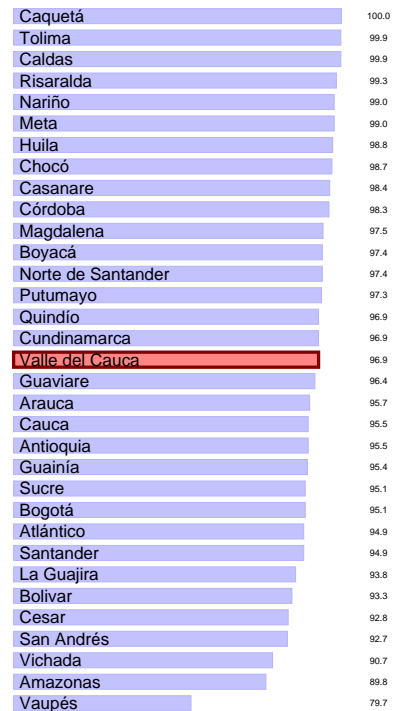 Caquetá 100.0
Tolima 99.9
Caldas 99.9
Risaralda 99.3
Nariño 99.0
Meta 99.0
Huila 98.8
Chocó 98.7
Casanare 98.4
Córdoba 98.3
Magdalena 97.5
Boyacá 97.4
Norte de Santander 97.4
Putumayo 97.3
Quindío 96.9
Cundinamarca 96.9
Valle del Cauca 96.9
Guaviare 96.4
Arauca 95.7
Cauca 95.5
Antioquia 95.5
Guainía 95.4
Sucre 95.1
Bogotá 95.1
Atlántico 94.9
Santander 94.9
La Guajira 93.8
Bolivar 93.3
Cesar 92.8
San Andrés 92.7
Vichada 90.7
Amazonas 89.8
Vaupés 79.7